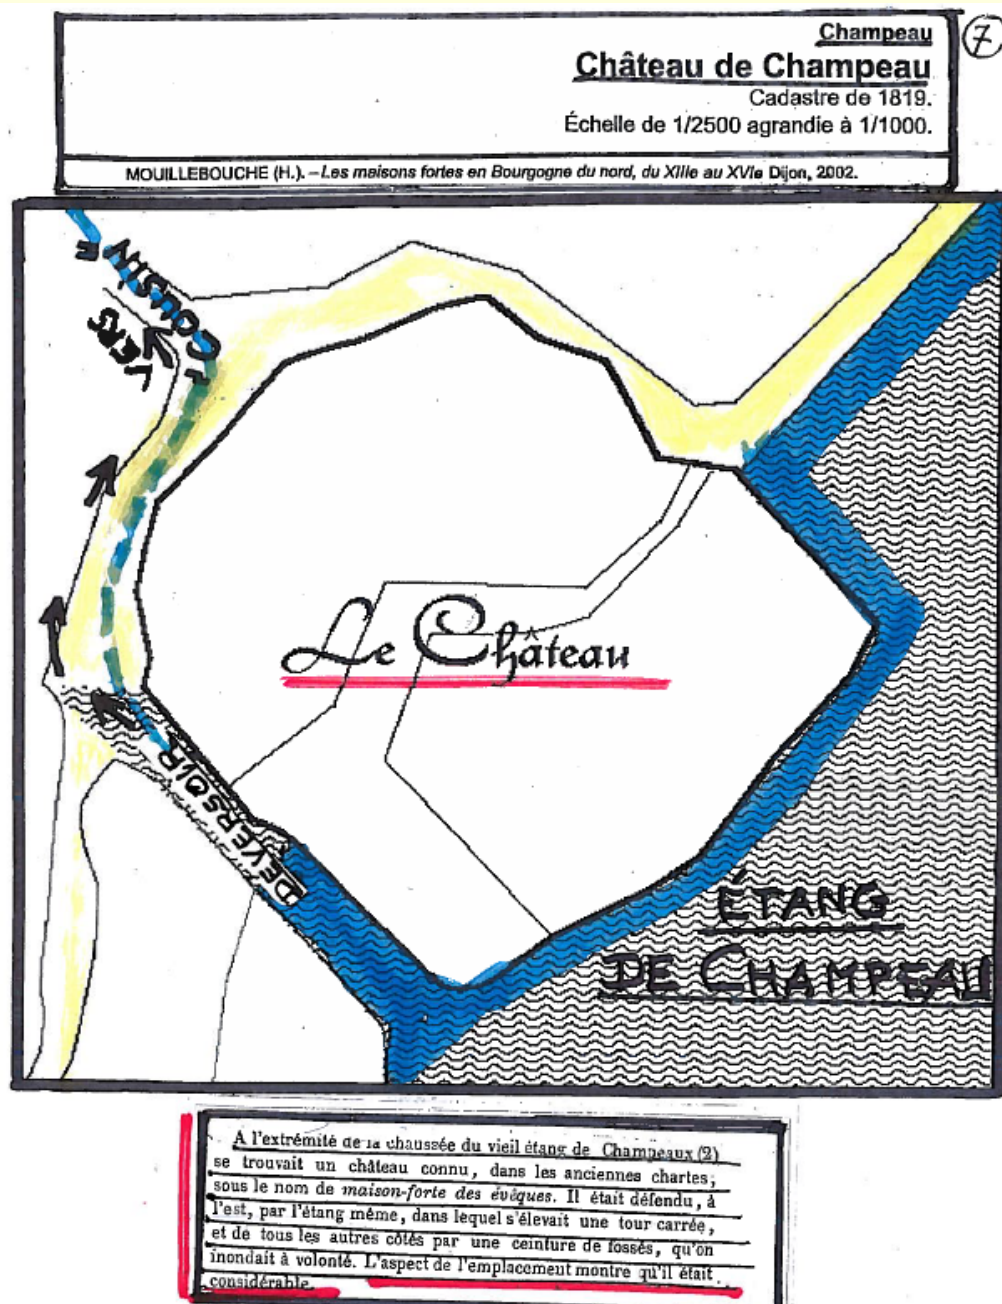 Champeau
⑦
Château de Champeau
Cadastre de 1819.
Échelle de 1/2500 agrandie à 1/1000.
MOUILLEBOUCHE (H.). – Les maisons fortes en Bourgogne du nord, du XIIIe au XVIe Dijon, 2002.
VERS
COUSIN
Le Château
DEVERSOIR
ÉTANG
DE CHAMPEAU
A l'extrémité de la chaussée du vieil étang de Champeaux (2)
se trouvait un château connu, dans les anciennes chartes,
sous le nom de maison-forte des évêques. Il était défendu, à
l'est, par l'étang même, dans lequel s'élevait une tour carrée,
et de tous les autres côtés par une ceinture de fossés, qu'on
inondait à volonté. L'aspect de l'emplacement montre qu'il était
considérable.